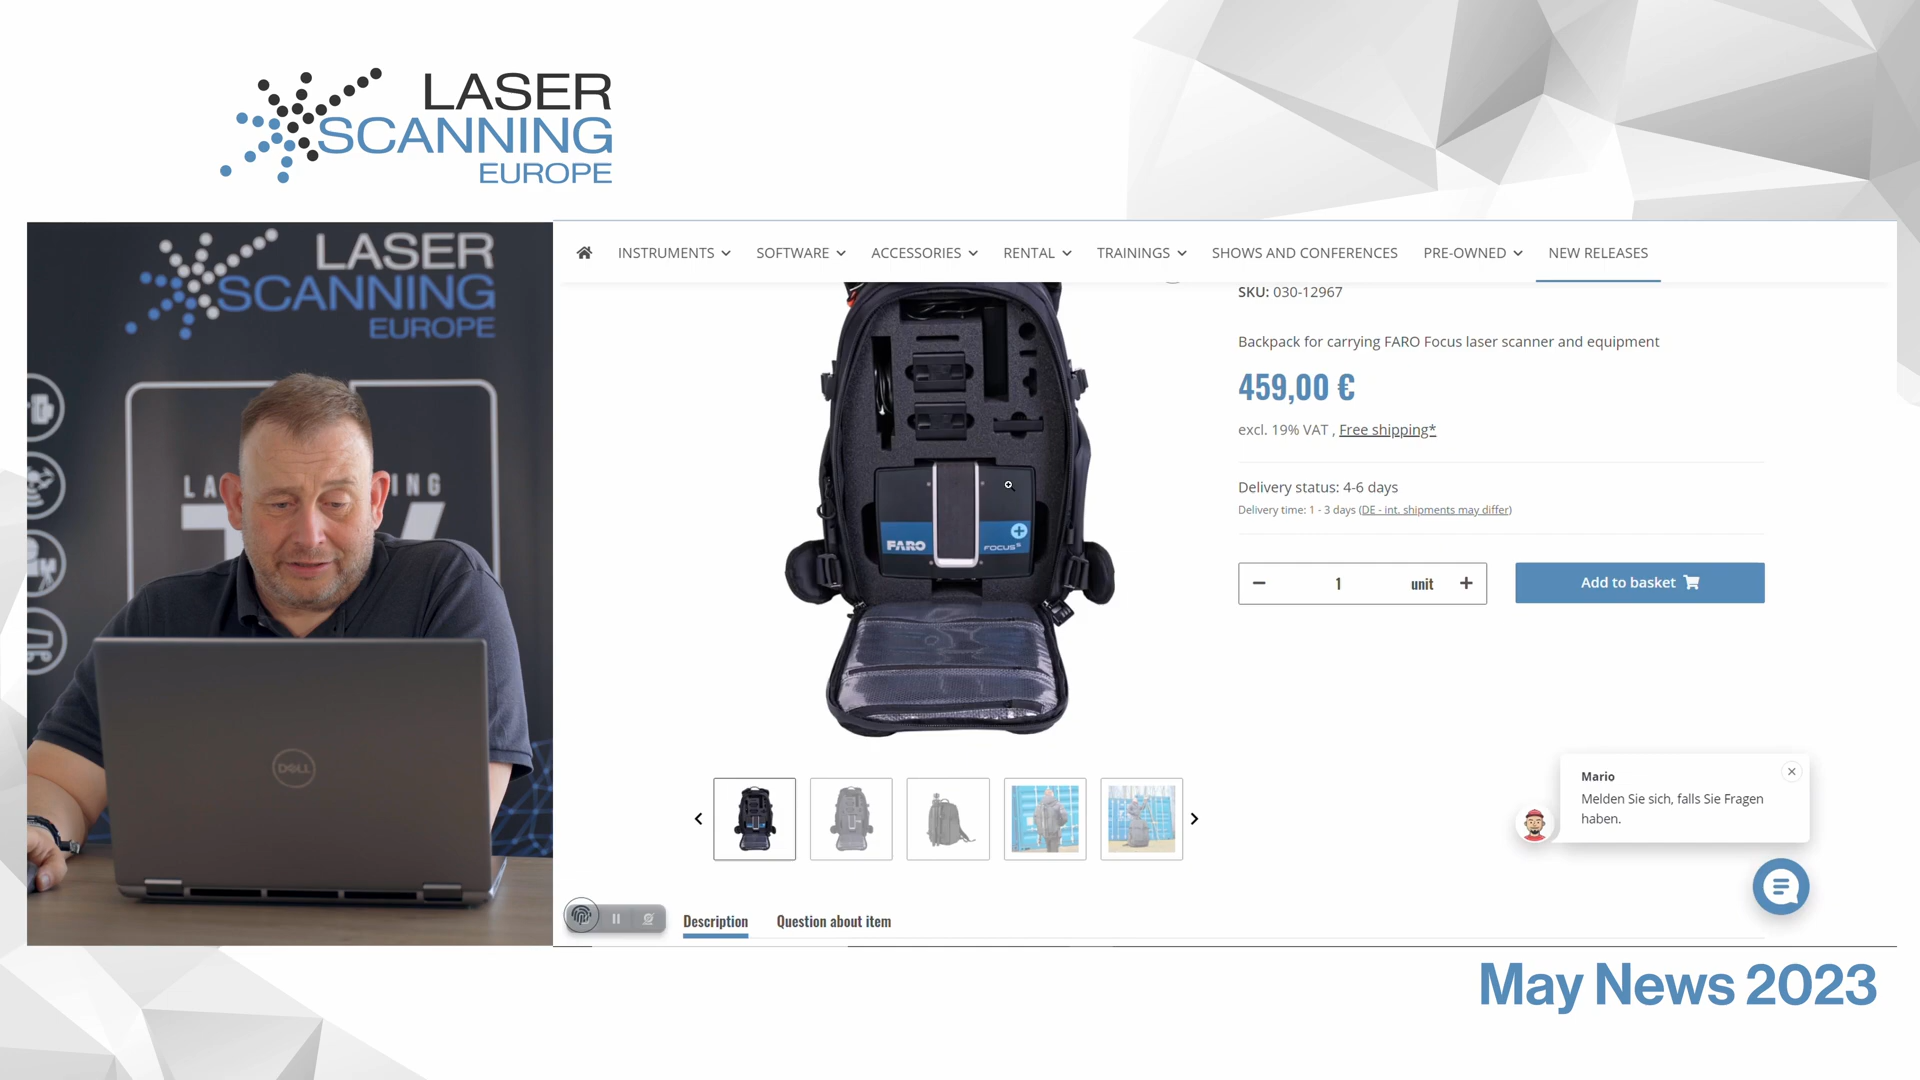 LASER
SCANNING
EUROPE
LASER
SCANNING
EUROPE
DELL
INSTRUMENTS
SOFTWARE
ACCESSORIES
RENTAL
TRAININGS
SHOWS AND CONFERENCES
PRE-OWNED
NEW RELEASES
SKU: 030-12967
Backpack for carrying FARO Focus laser scanner and equipment
459,00 €
excl. 19% VAT , Free shipping*
Delivery status: 4-6 days
Delivery time: 1 - 3 days (DE - int. shipments may differ)
1 unit
Add to basket
FARO
FOCUS
Mario
Melden Sie sich, falls Sie Fragen
haben.
Description
Question about item
May News 2023